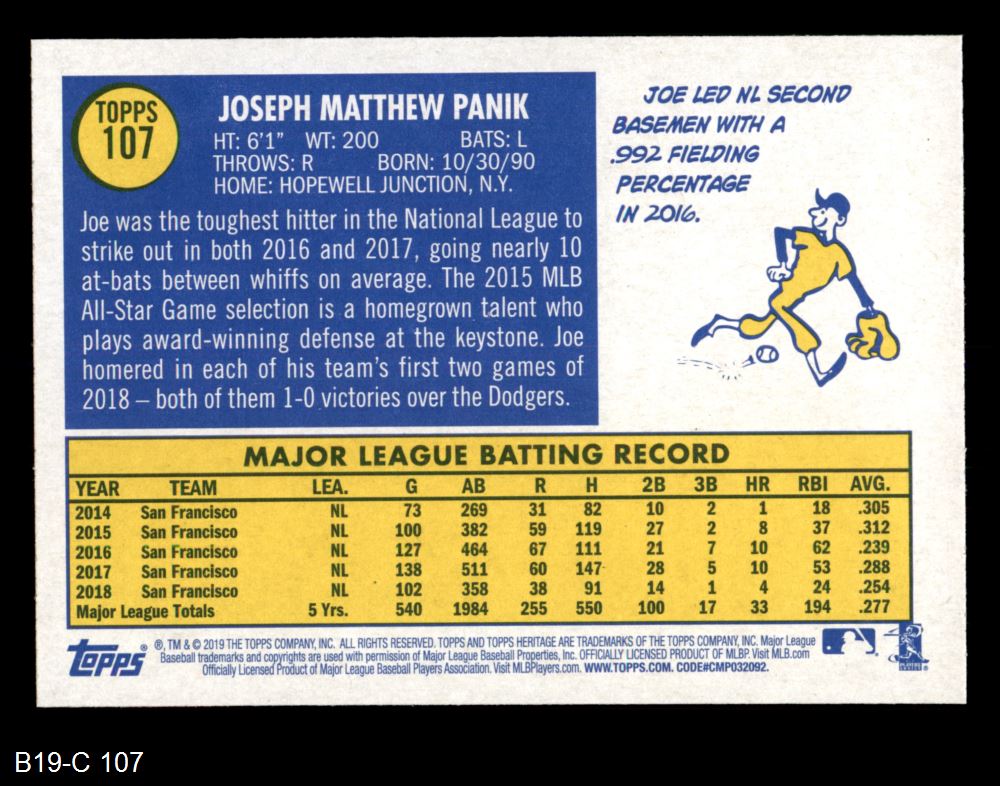 TOPPS
107
JOSEPH MATTHEW PANIK
HT: 6'1" WT: 200 BATS: L
THROWS: R BORN: 10/30/90
HOME: HOPEWELL JUNCTION, N.Y.
Joe was the toughest hitter in the National League to
strike out in both 2016 and 2017, going nearly 10
at-bats between whiffs on average. The 2015 MLB
All-Star Game selection is a homegrown talent who
plays award-winning defense at the keystone. Joe
homered in each of his team's first two games of
2018 – both of them 1-0 victories over the Dodgers.
JOE LED NL SECOND
BASEMEN WITH A
.992 FIELDING
PERCENTAGE
IN 2016.
MAJOR LEAGUE BATTING RECORD
YEAR TEAM LEA. G AB R H 2B 3B HR RBI AVG.
2014 San Francisco NL 73 269 31 82 10 2 1 18 .305
2015 San Francisco NL 100 382 59 119 27 2 8 37 .312
2016 San Francisco NL 127 464 67 111 21 7 10 62 .239
2017 San Francisco NL 138 511 60 147 28 5 10 53 .288
2018 San Francisco NL 102 358 38 91 14 1 4 24 .254
Major League Totals 5 Yrs. 540 1984 255 550 100 17 33 194 .277
topps®
®, TM & © 2019 THE TOPPS COMPANY, INC. ALL RIGHTS RESERVED. TOPPS AND TOPPS HERITAGE ARE TRADEMARKS OF THE TOPPS COMPANY, INC. Major League
Baseball trademarks and copyrights are used with permission of Major League Baseball Properties, Inc. OFFICIALLY LICENSED PRODUCT OF MLBP. Visit MLB.com
Officially Licensed Product of Major League Baseball Players Association. Visit MLBPlayers.com. WWW.TOPPS.COM. CODE#CMP032092.
B19-C 107